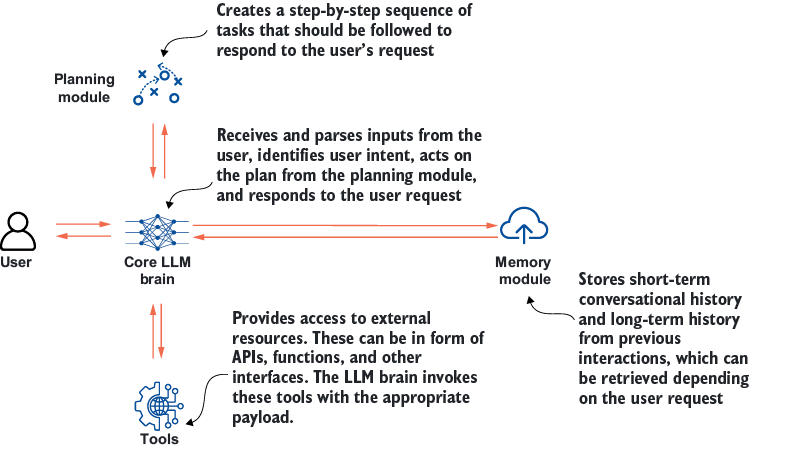 Creates a step-by-step sequence of
tasks that should be followed to
respond to the user’s request
Planning
module
Receives and parses inputs from the
user, identifies user intent, acts on
the plan from the planning module,
and responds to the user request
User
Core LLM
brain
Memory
module
Stores short-term
conversational history
and long-term history
from previous
interactions, which can
be retrieved depending
on the user request
Provides access to external
resources. These can be in form of
APIs, functions, and other
interfaces. The LLM brain invokes
these tools with the appropriate
payload.
Tools